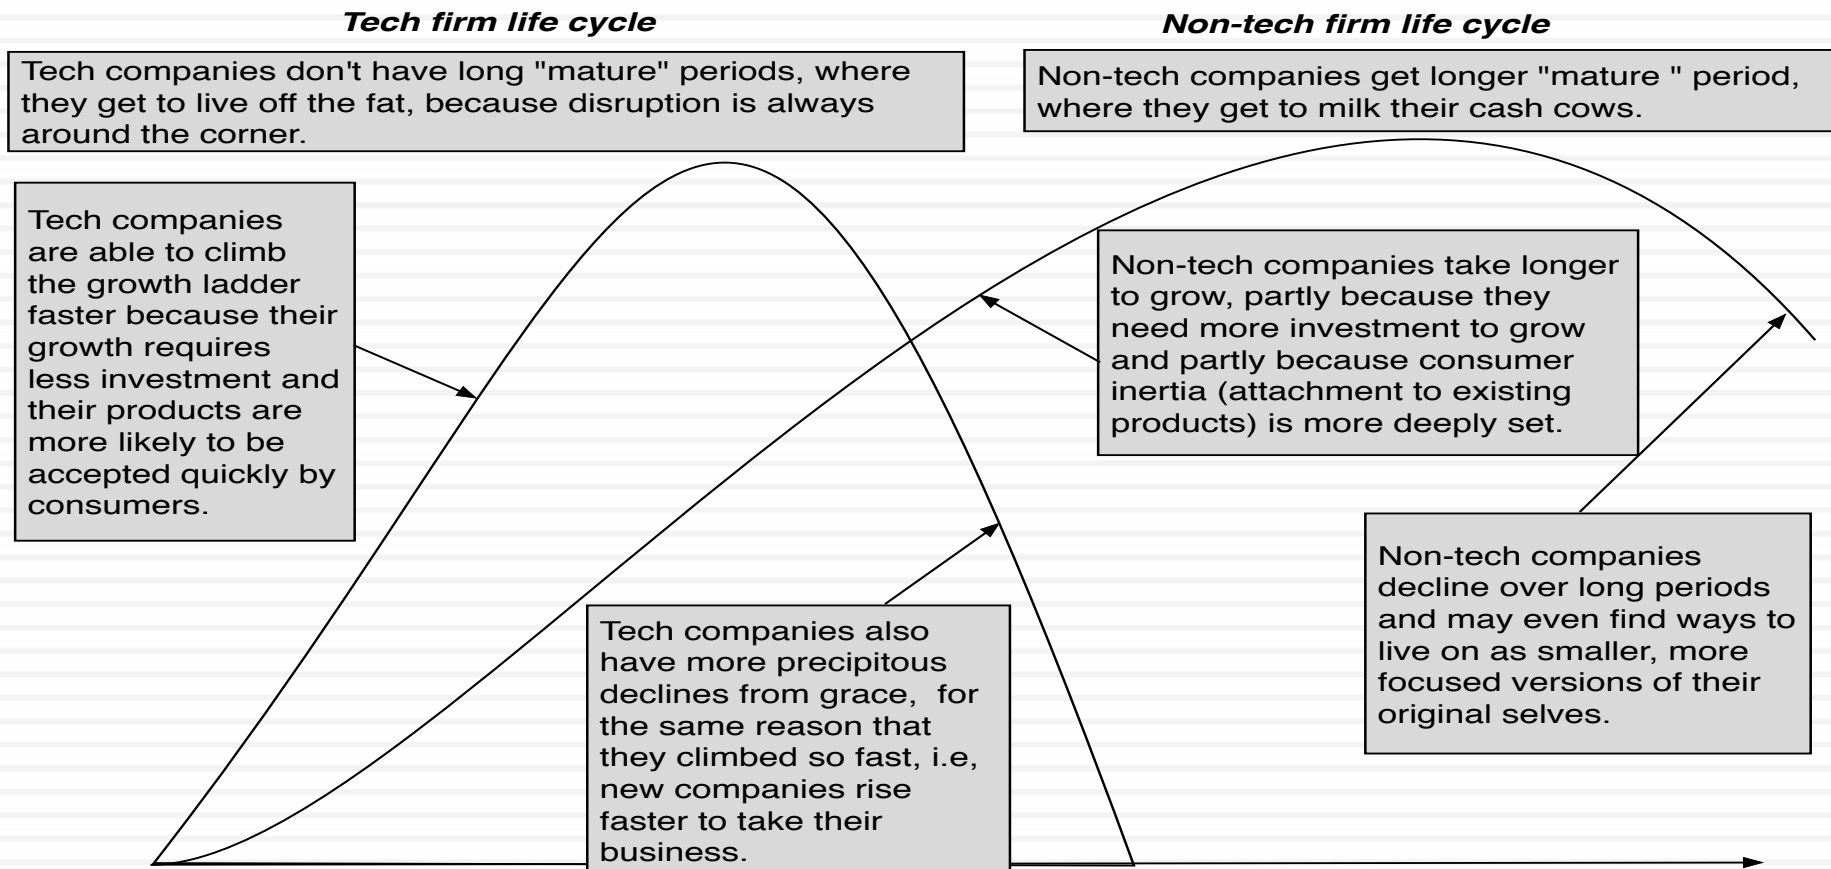 Tech firm life cycle
Tech companies don't have long "mature" periods, where
they get to live off the fat, because disruption is always
around the corner.
Tech companies
are able to climb
the growth ladder
faster because their
growth requires
less investment and
their products are
more likely to be
accepted quickly by
consumers.
Tech companies also
have more precipitous
declines from grace,  for
the same reason that
they climbed so fast, i.e,
new companies rise
faster to take their
business.
Non-tech firm life cycle
Non-tech companies get longer "mature " period,
where they get to milk their cash cows.
Non-tech companies take longer
to grow, partly because they
need more investment to grow
and partly because consumer
inertia (attachment to existing
products) is more deeply set.
Non-tech companies
decline over long periods
and may even find ways to
live on as smaller, more
focused versions of their
original selves.